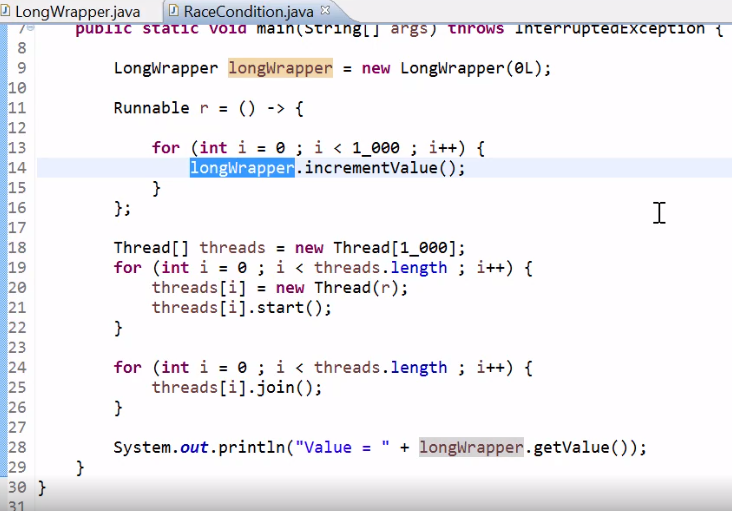 LongWrapper.java RaceCondition.java
7 public static void main(String[] args) throws InterruptedException {
8
9 LongWrapper longWrapper = new LongWrapper(0L);
10
11 Runnable r = () -> {
12
13 for (int i = 0 ; i < 1_000 ; i++) {
14 longWrapper.incrementValue();
15 }
16 };
17
18 Thread[] threads = new Thread[1_000];
19 for (int i = 0 ; i < threads.length ; i++) {
20 threads[i] = new Thread(r);
21 threads[i].start();
22 }
23
24 for (int i = 0 ; i < threads.length ; i++) {
25 threads[i].join();
26 }
27
28 System.out.println("Value = " + longWrapper.getValue());
29 }
30 }
31